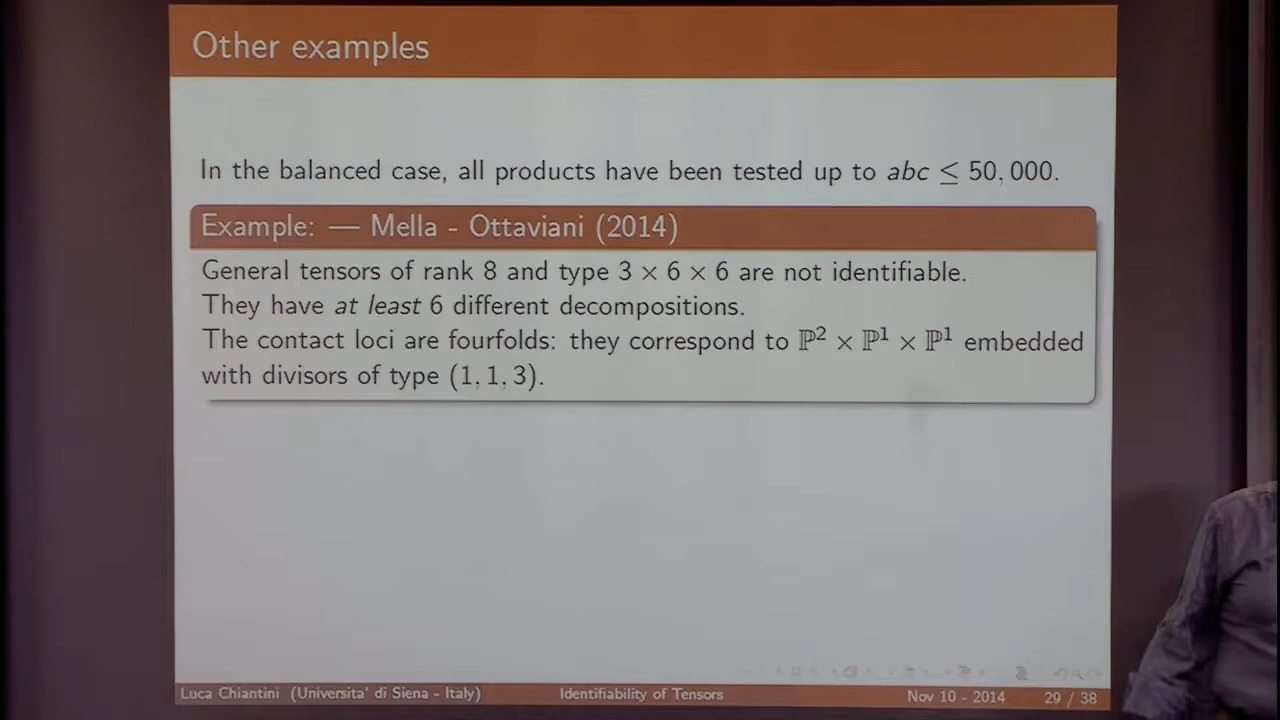 Other examples
In the balanced case, all products have been tested up to abc ≤ 50, 000.
Example: — Mella - Ottaviani (2014)
General tensors of rank 8 and type 3 × 6 × 6 are not identifiable.
They have at least 6 different decompositions.
The contact loci are fourfolds: they correspond to ℙ² × ℙ¹ × ℙ¹ embedded
with divisors of type (1, 1, 3).
Luca Chiantini (Universita' di Siena - Italy) Identifiability of Tensors Nov 10 - 2014 29 / 38